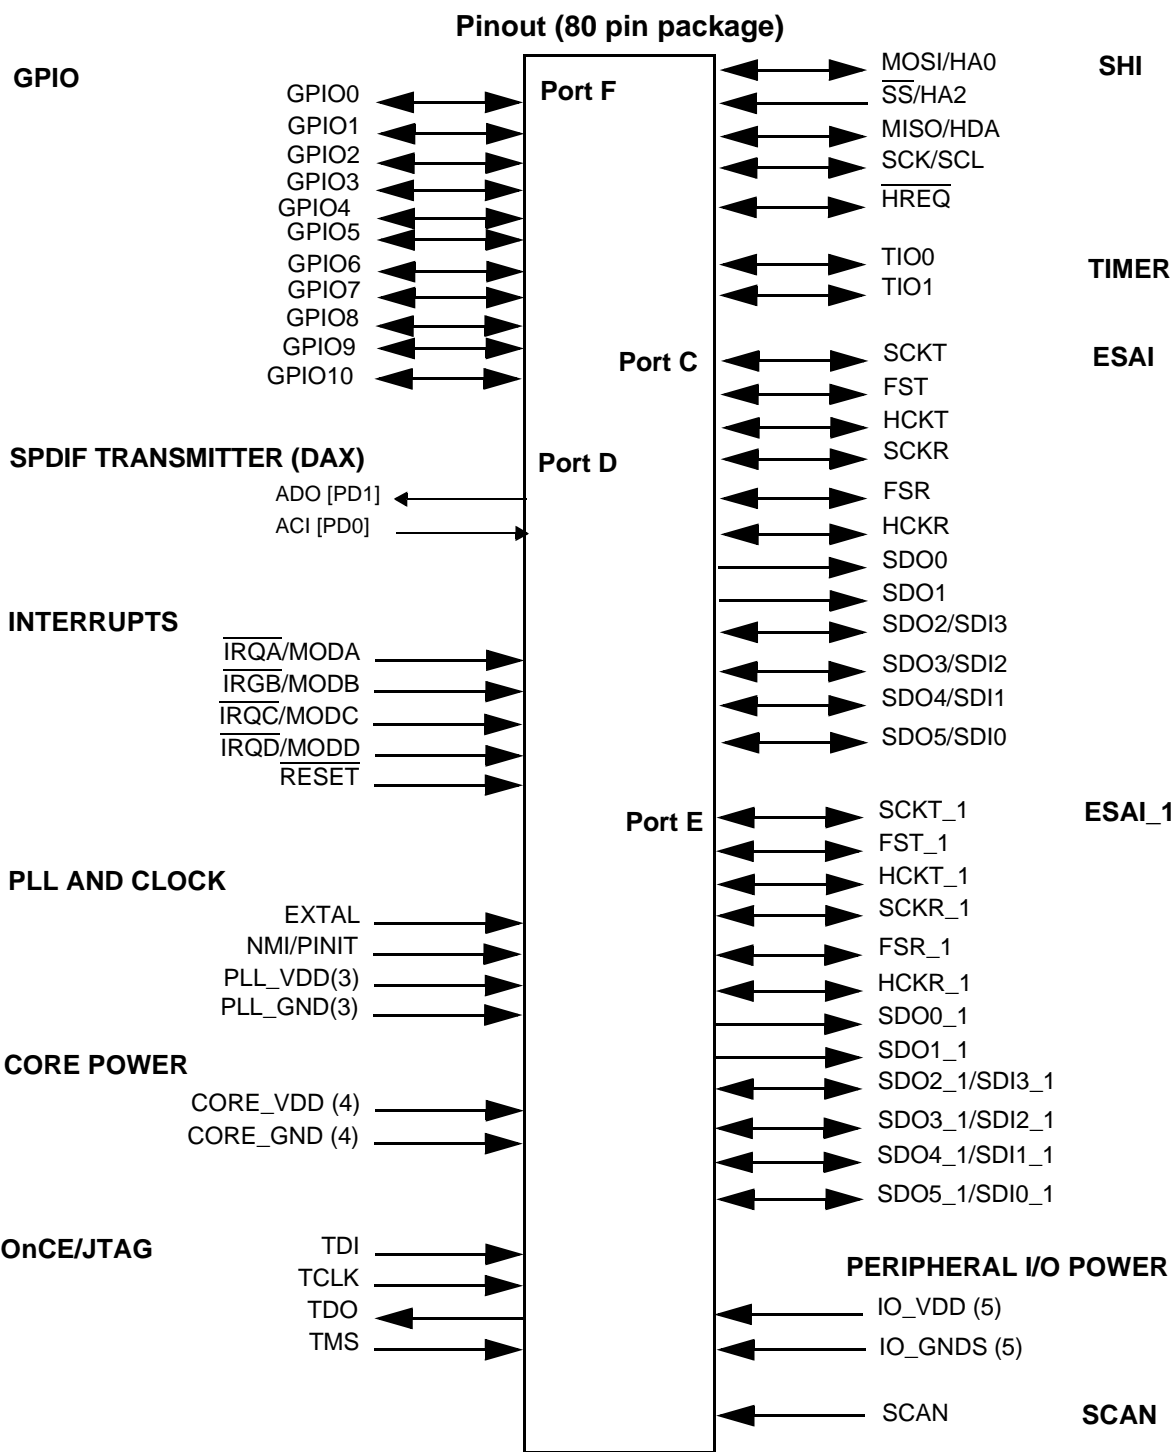 Pinout (80 pin package)
GPIO
Port F
GPIO0
GPIO1
GPIO2
GPIO3
GPIO4
GPIO5
GPIO6
GPIO7
GPIO8
GPIO9
GPIO10
SPDIF TRANSMITTER (DAX)
Port D
ADO [PD1]
ACI [PD0]
INTERRUPTS
IRQA/MODA
IRGB/MODB
IRQC/MODC
IRQD/MODD
RESET
PLL AND CLOCK
EXTAL
NMI/PINIT
PLL_VDD(3)
PLL_GND(3)
CORE POWER
CORE_VDD (4)
CORE_GND (4)
OnCE/JTAG
TDI
TCLK
TDO
TMS
MOSI/HA0
SHI
SS/HA2
MISO/HDA
SCK/SCL
HREQ
TIO0
TIMER
TIO1
Port C
SCKT
ESAI
FST
HCKT
SCKR
FSR
HCKR
SDO0
SDO1
SDO2/SDI3
SDO3/SDI2
SDO4/SDI1
SDO5/SDI0
Port E
SCKT_1
ESAI_1
FST_1
HCKT_1
SCKR_1
FSR_1
HCKR_1
SDO0_1
SDO1_1
SDO2_1/SDI3_1
SDO3_1/SDI2_1
SDO4_1/SDI1_1
SDO5_1/SDI0_1
PERIPHERAL I/O POWER
IO_VDD (5)
IO_GNDS (5)
SCAN
SCAN